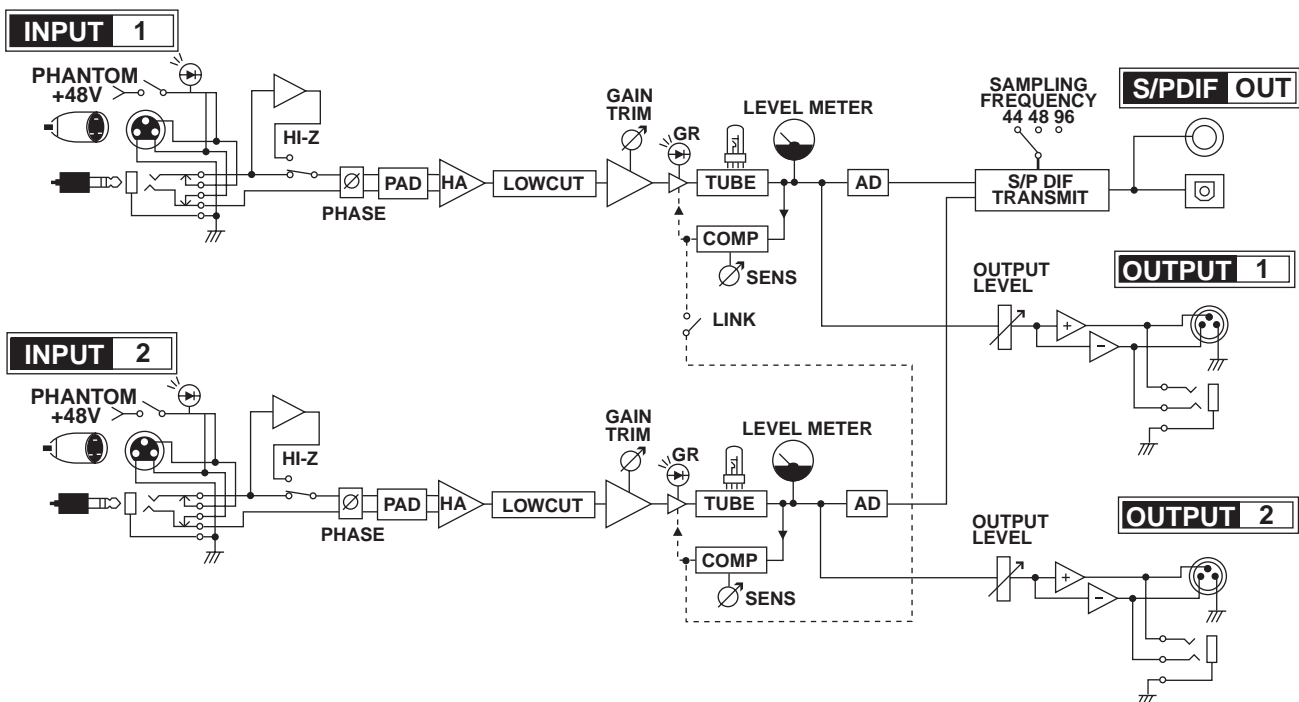 INPUT 1
PHANTOM
+48V
HI-Z
PHASE
PAD
HA
LOWCUT
GAIN
TRIM
GR
TUBE
LEVEL METER
COMP
SENS
LINK
AD
SAMPLING
FREQUENCY
44 48 96
S/P DIF
TRANSMIT
S/PDIF OUT
OUTPUT
LEVEL
+
−
OUTPUT 1
INPUT 2
PHANTOM
+48V
HI-Z
PHASE
PAD
HA
LOWCUT
GAIN
TRIM
GR
TUBE
LEVEL METER
COMP
SENS
AD
OUTPUT
LEVEL
+
−
OUTPUT 2